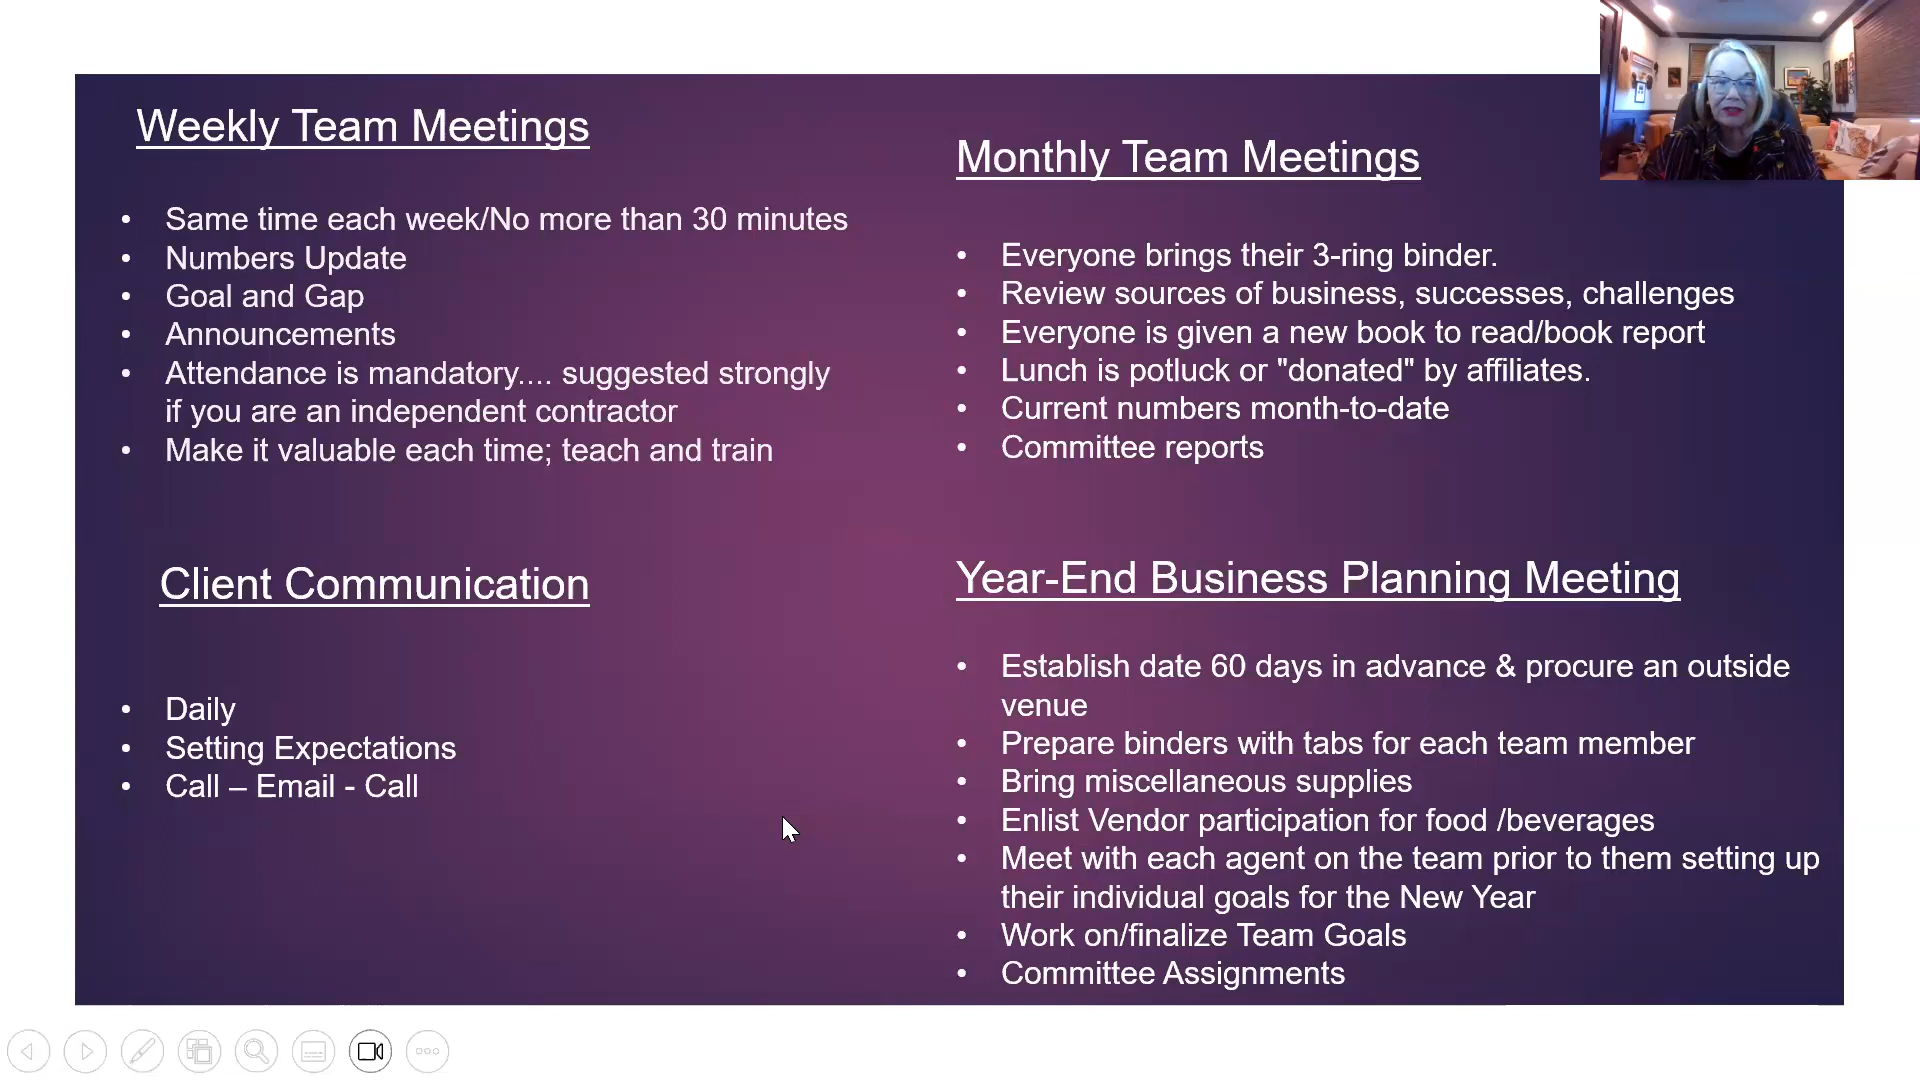 Weekly Team Meetings
• Same time each week/No more than 30 minutes
• Numbers Update
• Goal and Gap
• Announcements
• Attendance is mandatory.... suggested strongly
if you are an independent contractor
• Make it valuable each time; teach and train
Monthly Team Meetings
• Everyone brings their 3-ring binder.
• Review sources of business, successes, challenges
• Everyone is given a new book to read/book report
• Lunch is potluck or "donated" by affiliates.
• Current numbers month-to-date
• Committee reports
Client Communication
• Daily
• Setting Expectations
• Call – Email - Call
Year-End Business Planning Meeting
• Establish date 60 days in advance & procure an outside
venue
• Prepare binders with tabs for each team member
• Bring miscellaneous supplies
• Enlist Vendor participation for food /beverages
• Meet with each agent on the team prior to them setting up
their individual goals for the New Year
• Work on/finalize Team Goals
• Committee Assignments